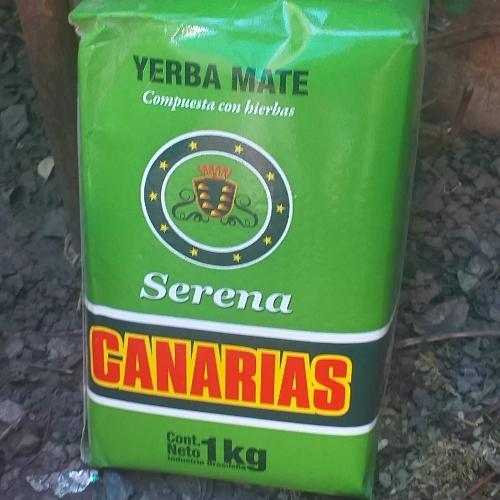 YERBA MATE
Compuesta con hierbas
Serena
CANARIAS
Cont.
Neto 1kg
Industria Brasileña